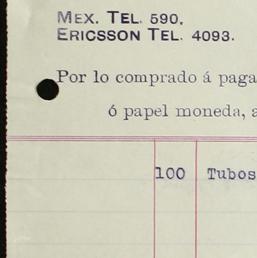 MEX. TEL. 590.
ERICSSON TEL. 4093.
Por lo comprado á paga
ó papel moneda, a
100 Tubos